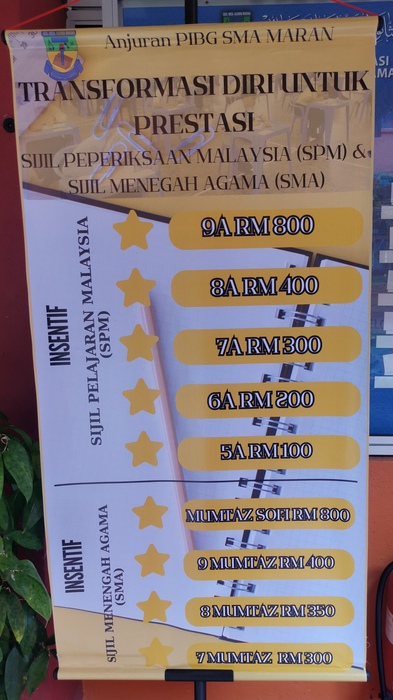 Anjuran PIBG SMA MARAN
TRANSFORMASI DIRI UNTUK
PRESTASI
SIJIL PEPERIKSAAN MALAYSIA (SPM) &
SIJIL MENEGAH AGAMA (SMA)
INSENTIF
SIJIL PELAJARAN MALAYSIA
(SPM)
9A RM 800
8A RM 400
7A RM 300
6A RM 200
5A RM 100
INSENTIF
SIJIL MENENGAH AGAMA
(SMA)
MUMTAZ SOFI RM 800
9 MUMTAZ RM 400
8 MUMTAZ RM 350
7 MUMTAZ RM 300